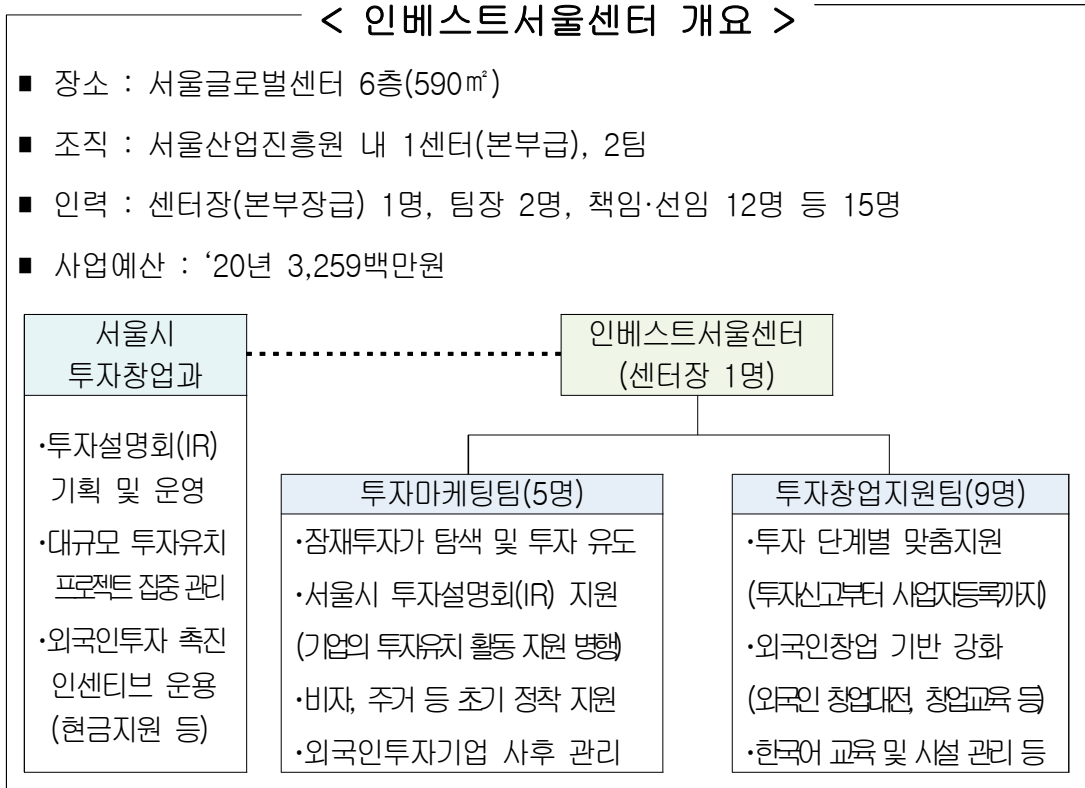 < 인베스트서울센터 개요 >
■ 장소 : 서울글로벌센터 6층(590㎡)
■ 조직 : 서울산업진흥원 내 1센터(본부급), 2팀
■ 인력 : 센터장(본부장급) 1명, 팀장 2명, 책임·선임 12명 등 15명
■ 사업예산 : ‘20년 3,259백만원
서울시
투자창업과
·투자설명회(IR)
기획 및 운영
·대규모 투자유치
프로젝트 집중 관리
·외국인투자 촉진
인센티브 운용
(현금지원 등)
인베스트서울센터
(센터장 1명)
투자마케팅팀(5명)
·잠재투자가 탐색 및 투자 유도
·서울시 투자설명회(IR) 지원
(기업의 투자유치 활동 지원 병행)
·비자, 주거 등 초기 정착 지원
·외국인투자기업 사후 관리
투자창업지원팀(9명)
·투자 단계별 맞춤지원
(투자신고부터 사업자등록까지)
·외국인창업 기반 강화
(외국인 창업대전, 창업교육 등)
·한국어 교육 및 시설 관리 등